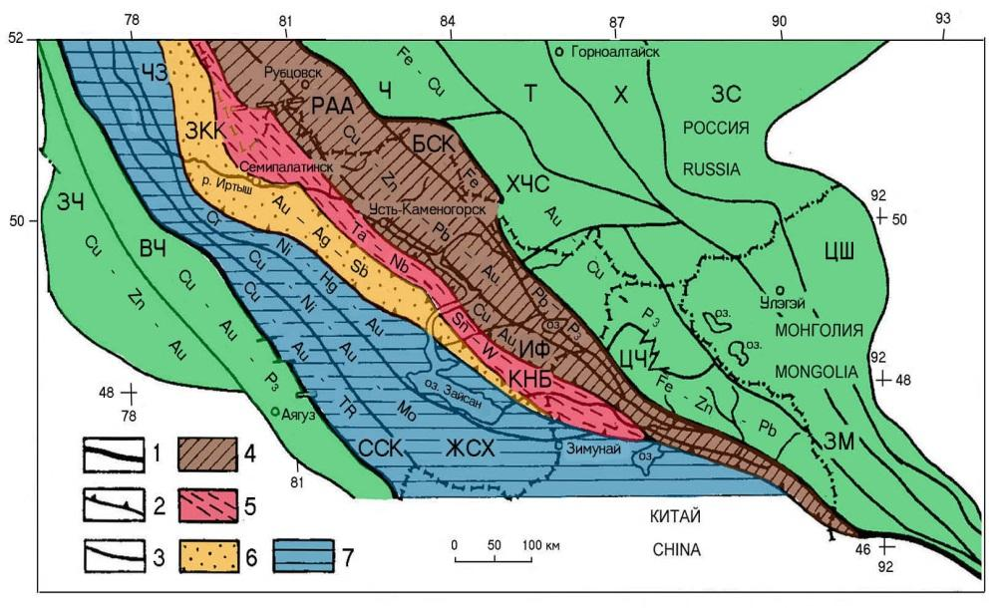 78 81 84 87 90 93
52
Fe - Cu
Горноалтайск
ЧЗ
Рубцовск
Ч
Т
Х
ЗС
РАА
РОССИЯ
ЗКК
Cu
БСК
RUSSIA
Семипалатинск
Zn
Fe
ХЧС
р. Иртыш
92
50
50
ЗЧ
Au - Ag - Sb
Усть-Каменогорск
Au
ЦШ
ВЧ
Ta
Pb
Cu - Zn - Au
Cr
Ni - Hg
Nb
Au
Cu
Cu - Au - P3
Cu - Ni - Au
Pb
P3
Улэгэй
оз.
Cu
Au
оз.
P3
МОНГОЛИЯ
Sn
W
ИФ
ЦЧ
оз.
92
КНБ
MONGOLIA
48
48
78
Au - Au - Mo
оз. Зайсан
Fe - Zn - Pb
Аягуз
TR
ССК
ЖСХ
Зимунай
ЗМ
оз.
81
1
4
2
5
3
6
7
КИТАЙ
CHINA
0 50 100 км
46
92